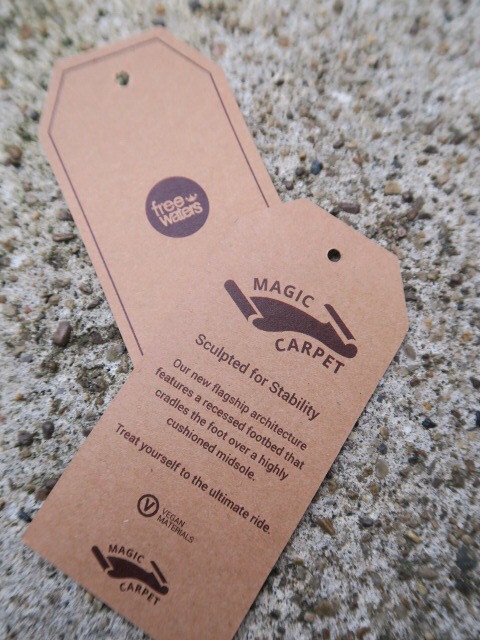 free
waters
MAGIC
CARPET
Sculpted for Stability
Our new flagship architecture
features a recessed footbed that
cradles the foot over a highly
cushioned midsole.
Treat yourself to the ultimate ride.
V VEGAN
MATERIALS
MAGIC
CARPET